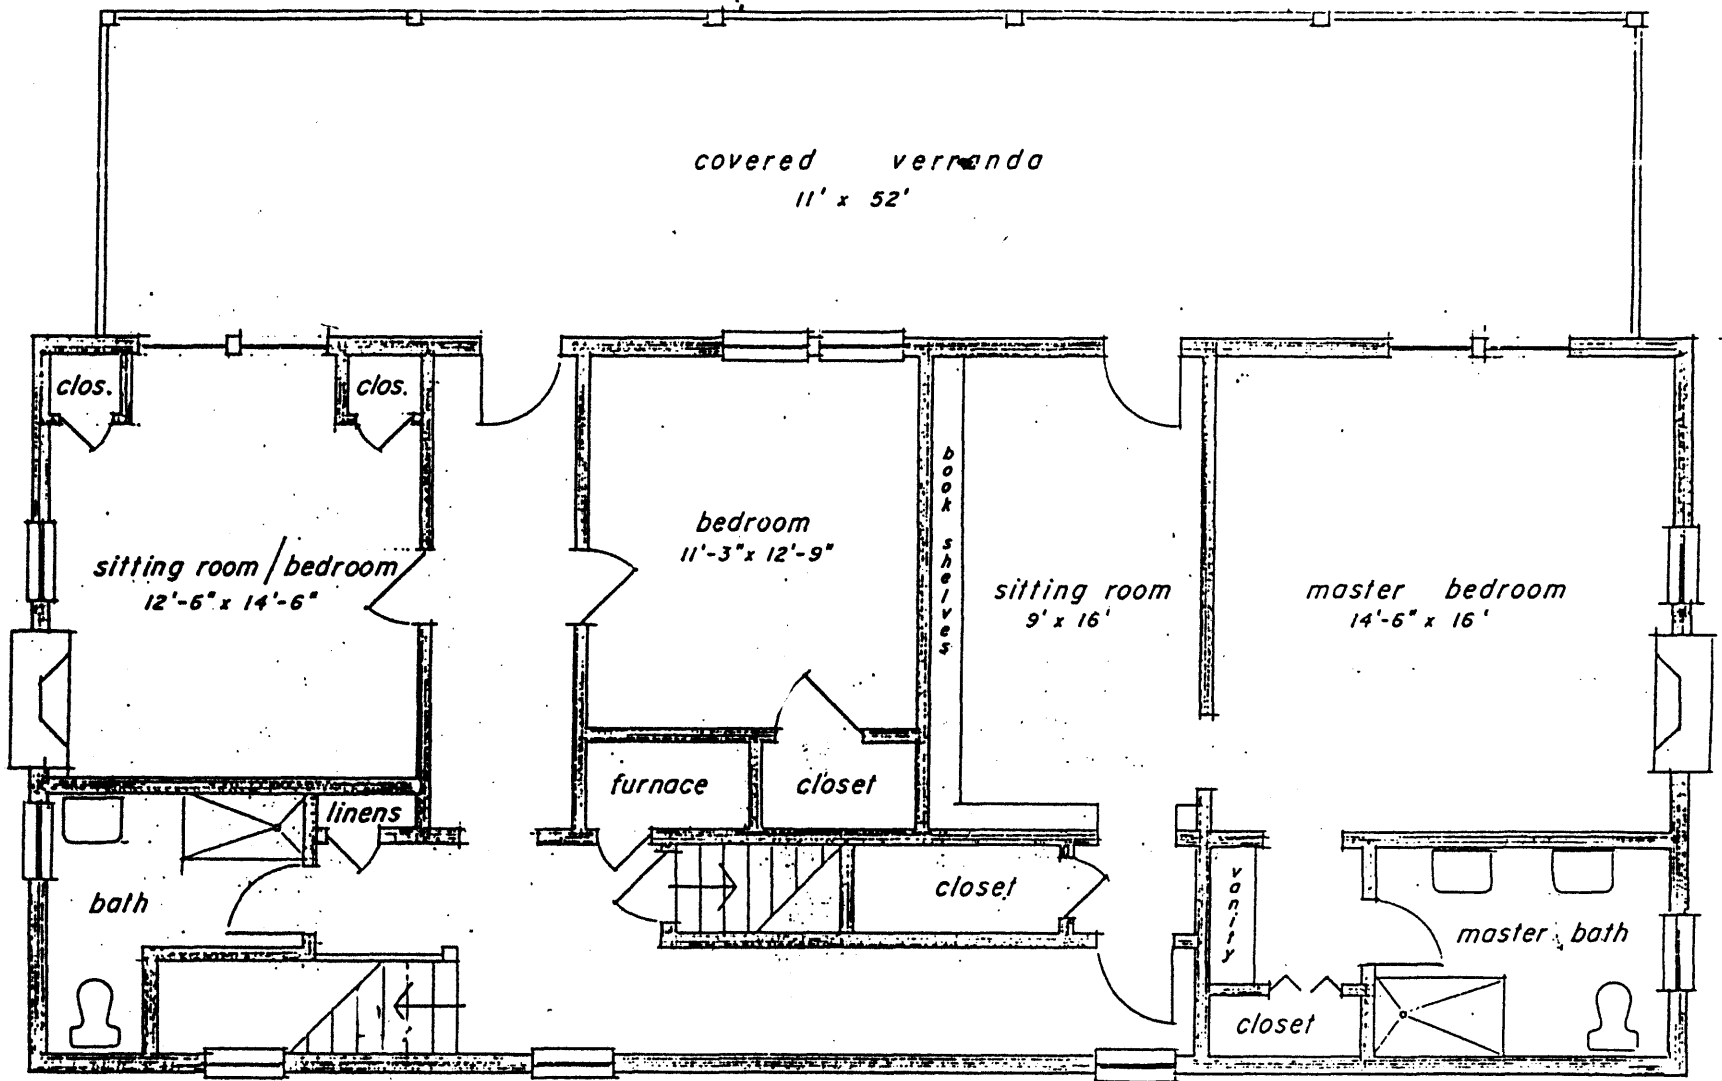 covered verranda
11' x 52'
clos.
clos.
book shelves
bedroom
11'-3" x 12'-9"
sitting room / bedroom
12'-6" x 14'-6"
sitting room
9' x 16'
master bedroom
14'-6" x 16'
furnace
closet
linens
bath
closet
vanity
master bath
closet